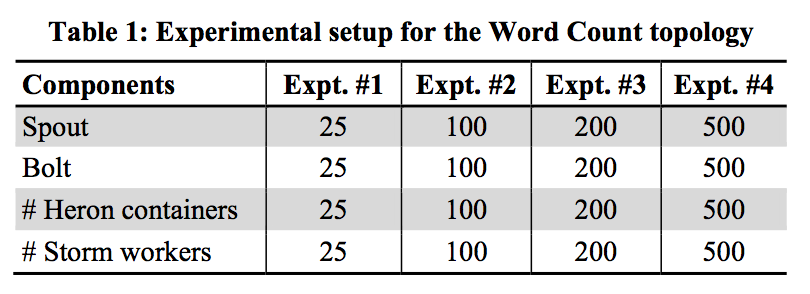 Table 1: Experimental setup for the Word Count topology
Components Expt. #1 Expt. #2 Expt. #3 Expt. #4
Spout 25 100 200 500
Bolt 25 100 200 500
# Heron containers 25 100 200 500
# Storm workers 25 100 200 500